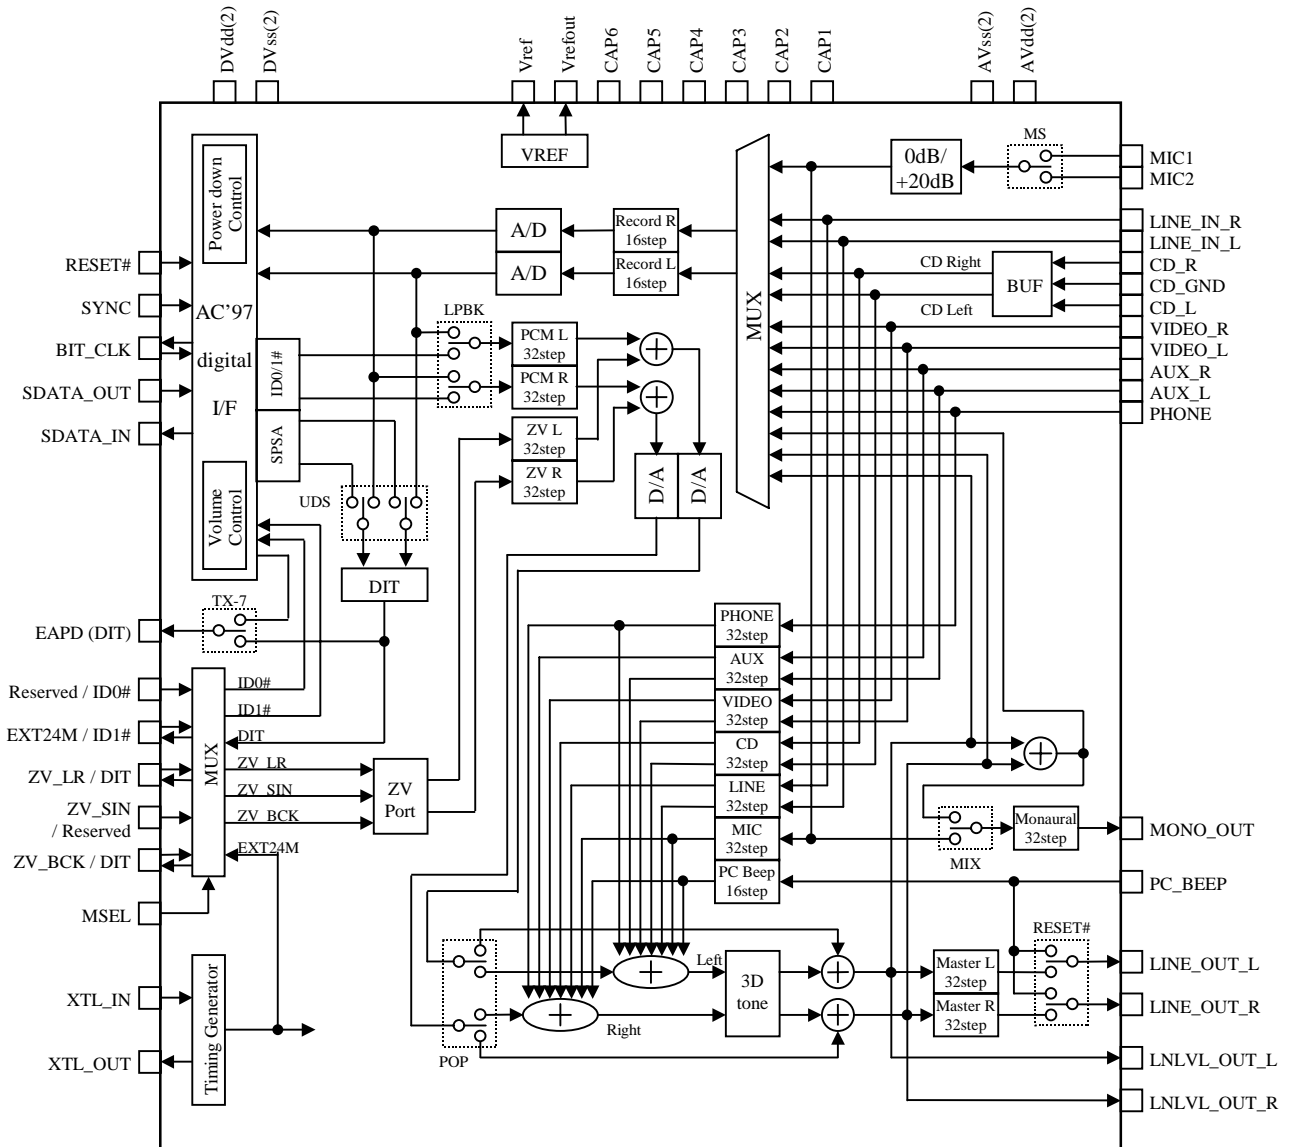 DVdd(2)
DVss(2)
Vref
Vrefout
CAP6
CAP5
CAP4
CAP3
CAP2
CAP1
AVss(2)
AVdd(2)
VREF
MS
MIC1
MIC2
0dB/
+20dB
Power down
Control
LINE_IN_R
LINE_IN_L
A/D
Record R
16step
CD Right
CD_R
RESET#
A/D
Record L
16step
BUF
CD_GND
SYNC
AC'97
LPBK
MUX
CD Left
CD_L
VIDEO_R
BIT_CLK
digital
ID0/1#
PCM L
32step
VIDEO_L
AUX_R
SDATA_OUT
I/F
PCM R
32step
AUX_L
PHONE
SDATA_IN
SPSA
ZV L
32step
ZV R
32step
D/A
D/A
Volume
Control
UDS
DIT
TX-7
EAPD (DIT)
PHONE
32step
AUX
32step
Reserved / ID0#
ID0#
VIDEO
32step
EXT24M / ID1#
ID1#
DIT
CD
32step
ZV_LR / DIT
MUX
ZV_LR
ZV_SIN
ZV_BCK
ZV
Port
LINE
32step
ZV_SIN
/ Reserved
MIC
32step
Monaural
32step
MONO_OUT
ZV_BCK / DIT
EXT24M
MIX
PC Beep
16step
PC_BEEP
MSEL
RESET#
Left
3D
tone
Master L
32step
LINE_OUT_L
XTL_IN
Timing Generator
Right
Master R
32step
LINE_OUT_R
POP
XTL_OUT
LNLVL_OUT_L
LNLVL_OUT_R